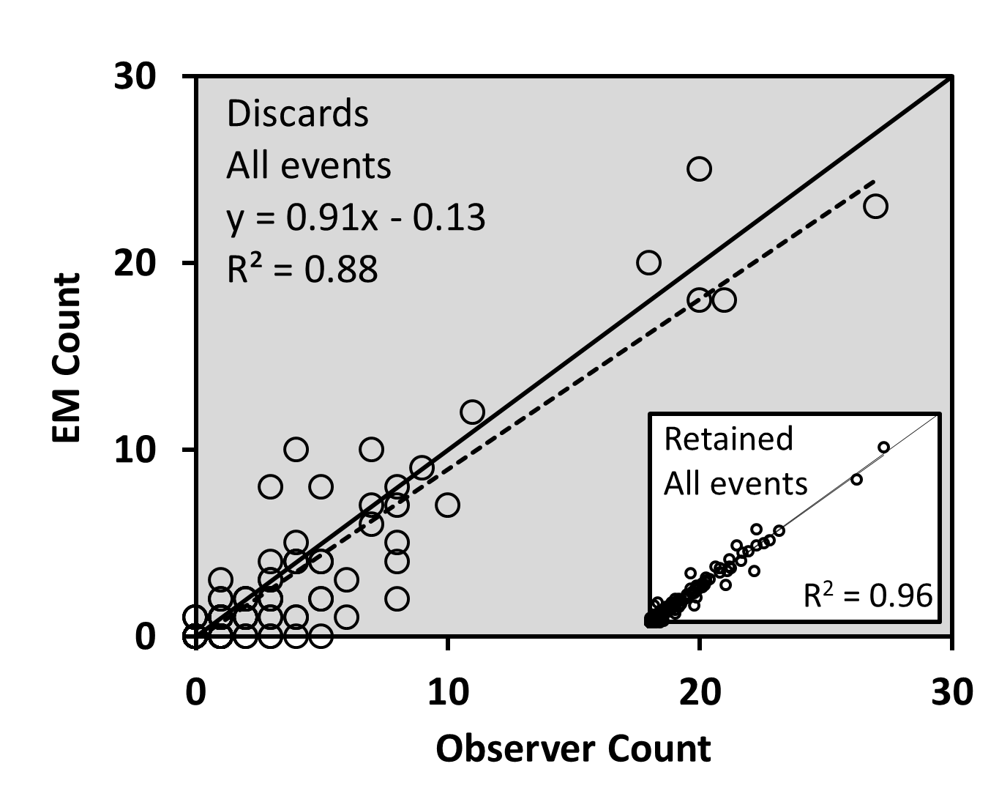 30
Discards
All events
y = 0.91x - 0.13
R² = 0.88
20
EM Count
10
Retained
All events
R² = 0.96
0
0 10 20 30
Observer Count